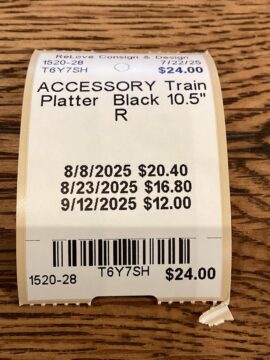 ReLove Consign & Design
1520-28 7/22/25
T6Y7SH $24.00
ACCESSORY Train
Platter Black 10.5"
R
8/8/2025 $20.40
8/23/2025 $16.80
9/12/2025 $12.00
T6Y7SH
1520-28 $24.00